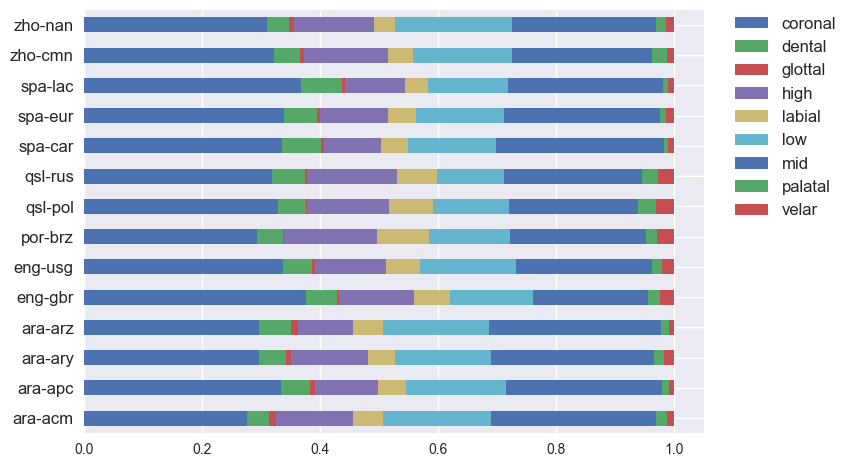 zho-nan
zho-cmn
spa-lac
spa-eur
spa-car
qsl-rus
qsl-pol
por-brz
eng-usg
eng-gbr
ara-arz
ara-ary
ara-apc
ara-acm
0.0 0.2 0.4 0.6 0.8 1.0
coronal
dental
glottal
high
labial
low
mid
palatal
velar